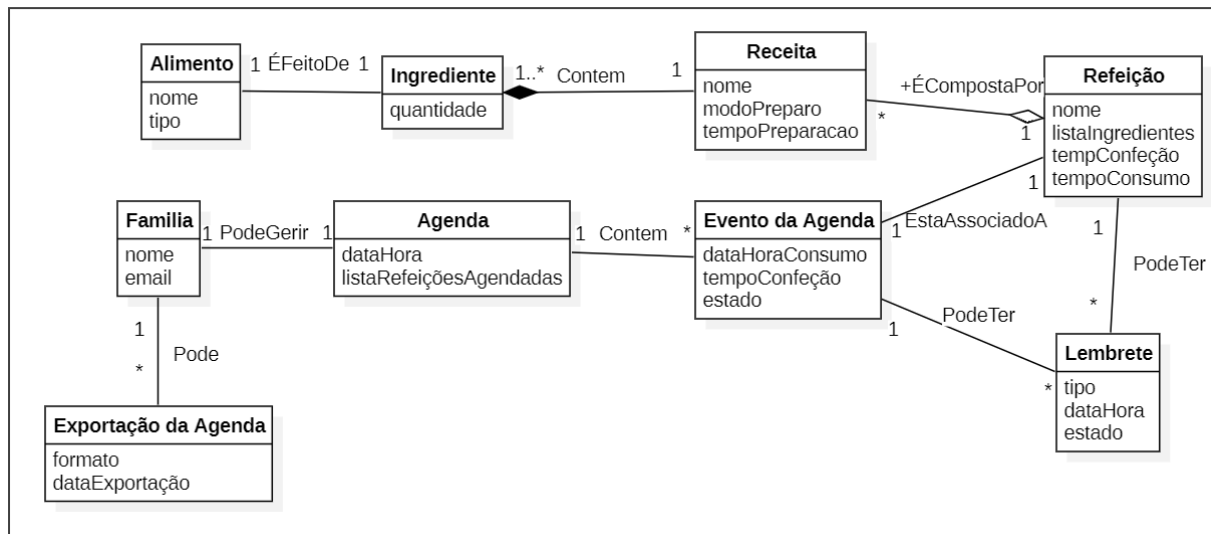 Alimento
nome
tipo
1 ÉFeitoDe 1
Ingrediente
quantidade
1..* Contem 1
Receita
nome
modoPreparo
tempoPreparacao
+ÉCompostaPor
* 1
Refeição
nome
listaIngredientes
tempConfeção
tempoConsumo
Familia
nome
email
1 PodeGerir 1
Agenda
dataHora
listaRefeiçõesAgendadas
1 Contem *
Evento da Agenda
dataHoraConsumo
tempoConfeção
estado
1
EstaAssociadoA
1
1
PodeTer
*
1
PodeTer
*
Lembrete
tipo
dataHora
estado
1
Pode
*
Exportação da Agenda
formato
dataExportação